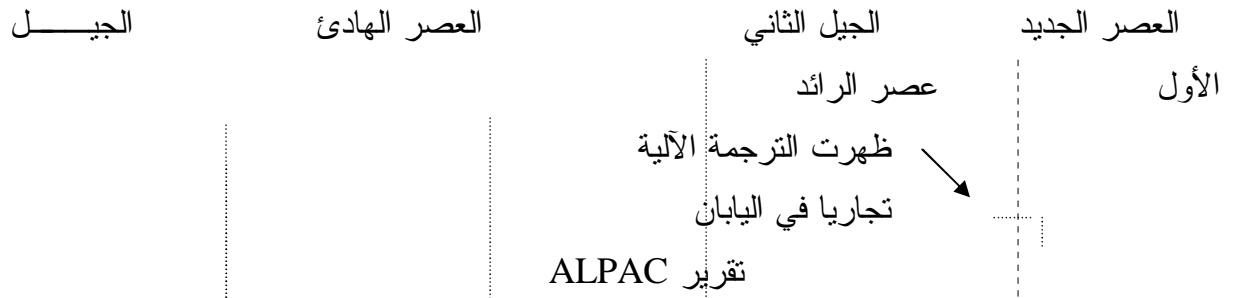 العصر الجديد الجيل الثاني العصر الهادئ الجيـــــل
الأول عصر الرائد
ظهرت الترجمة الآلية
تجاريا في اليابان
تقرير ALPAC